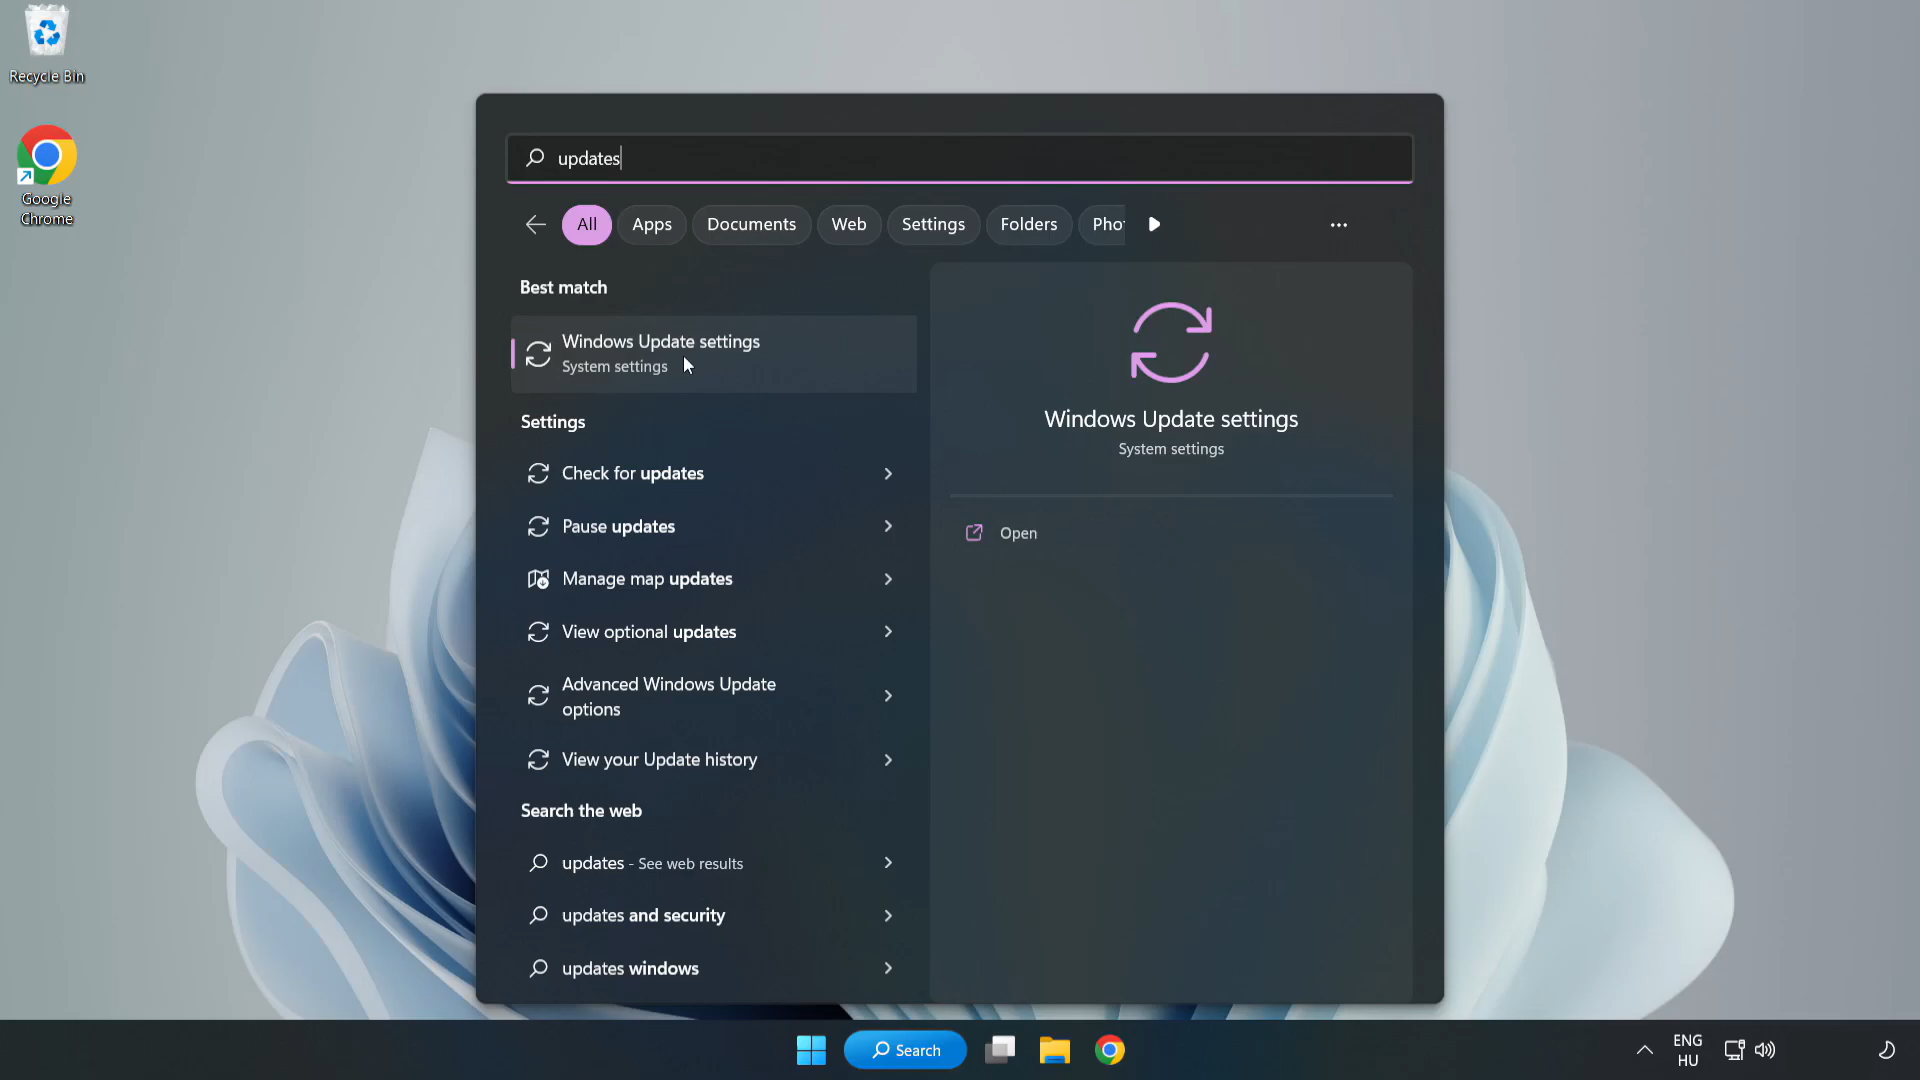 Recycle Bin
Google
Chrome
updates
All
Apps
Documents
Web
Settings
Folders
Best match
Windows Update settings
System settings
Settings
Check for updates
Pause updates
Manage map updates
View optional updates
Advanced Windows Update
options
View your Update history
Search the web
updates - See web results
updates and security
updates windows
Windows Update settings
System settings
Open
Search
ENG
HU